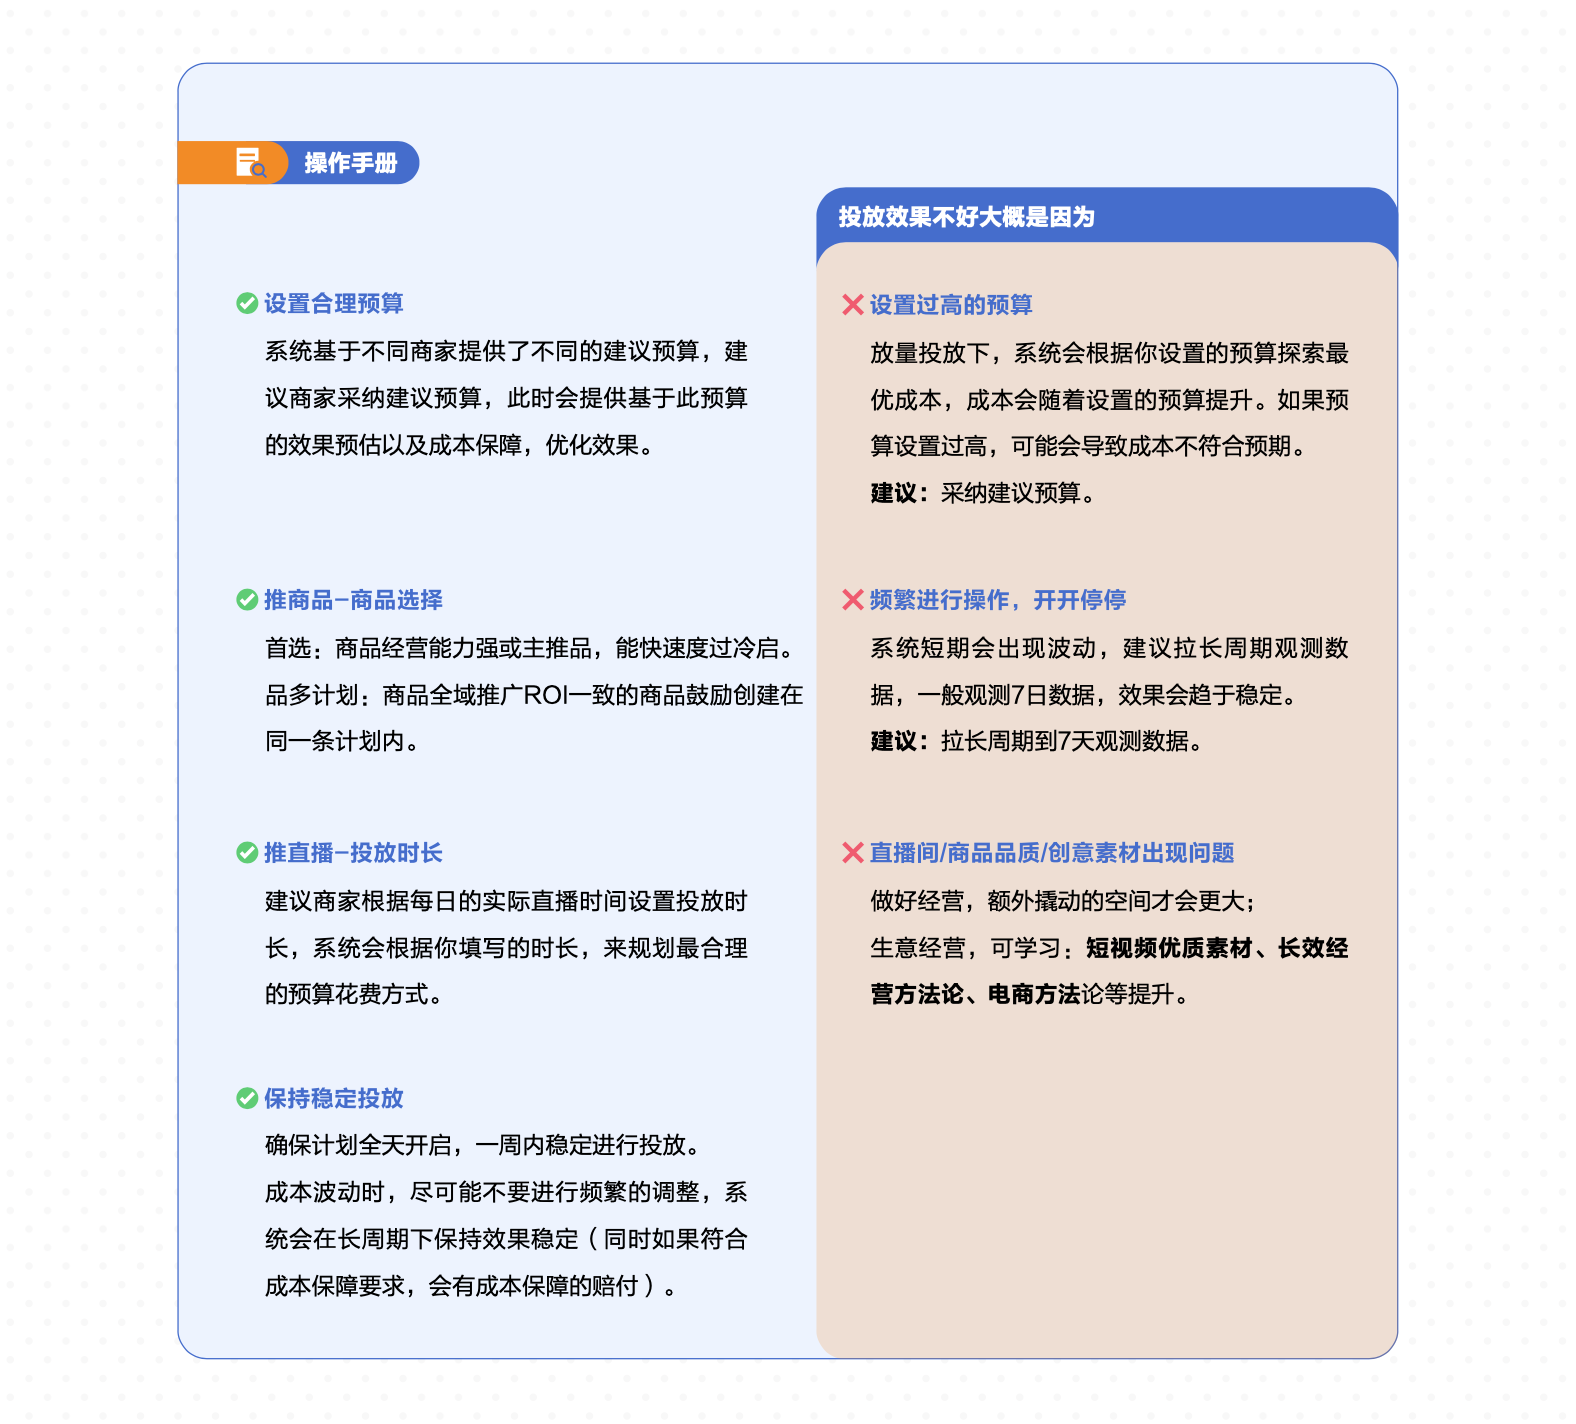 操作手册
设置合理预算
系统基于不同商家提供了不同的建议预算，建
议商家采纳建议预算，此时会提供基于此预算
的效果预估以及成本保障，优化效果。
推商品-商品选择
首选：商品经营能力强或主推品，能快速度过冷启。
品多计划：商品全域推广ROI一致的商品鼓励创建在
同一条计划内。
推直播-投放时长
建议商家根据每日的实际直播时间设置投放时
长，系统会根据你填写的时长，来规划最合理
的预算花费方式。
保持稳定投放
确保计划全天开启，一周内稳定进行投放。
成本波动时，尽可能不要进行频繁的调整，系
统会在长周期下保持效果稳定（同时如果符合
成本保障要求，会有成本保障的赔付）。
投放效果不好大概是因为
设置过高的预算
放量投放下，系统会根据你设置的预算探索最
优成本，成本会随着设置的预算提升。如果预
算设置过高，可能会导致成本不符合预期。
建议：采纳建议预算。
频繁进行操作，开开停停
系统短期会出现波动，建议拉长周期观测数
据，一般观测7日数据，效果会趋于稳定。
建议：拉长周期到7天观测数据。
直播间/商品品质/创意素材出现问题
做好经营，额外撬动的空间才会更大；
生意经营，可学习：短视频优质素材、长效经
营方法论、电商方法论等提升。